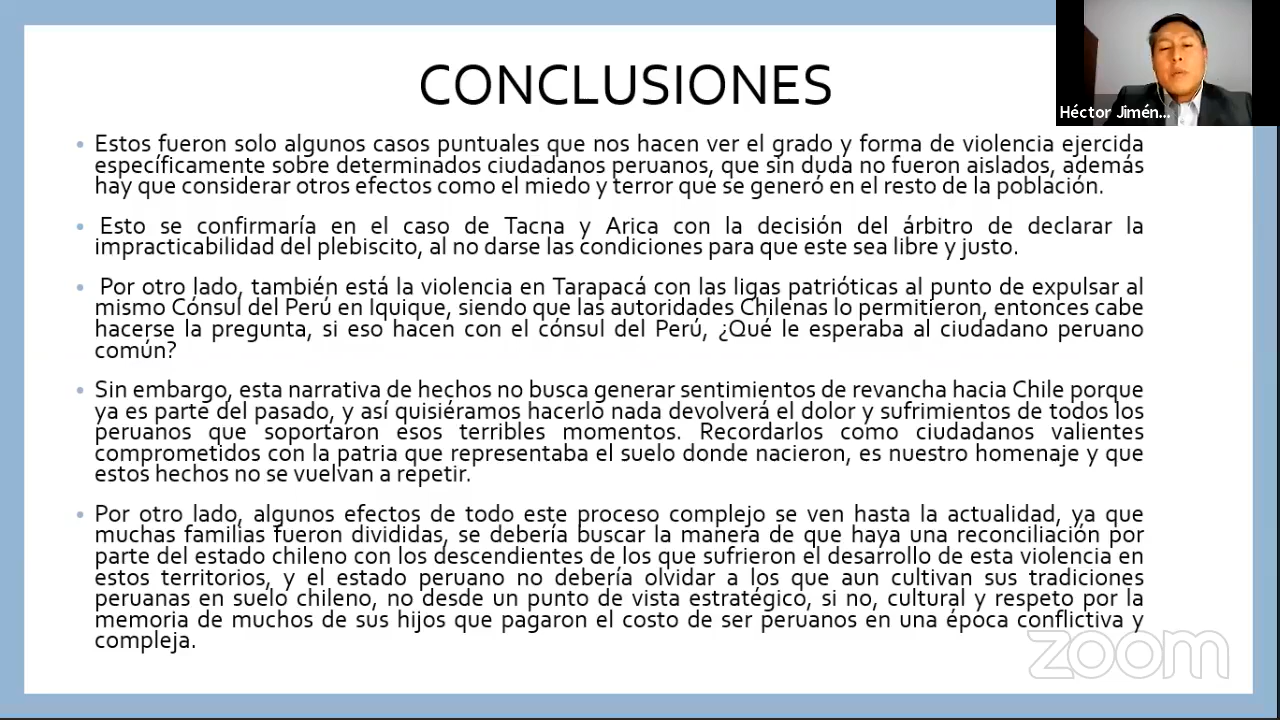 CONCLUSIONES
Héctor Jimén...
• Estos fueron solo algunos casos puntuales que nos hacen ver el grado y forma de violencia ejercida
específicamente sobre determinados ciudadanos peruanos, que sin duda no fueron aislados, además
hay que considerar otros efectos como el miedo y terror que se generó en el resto de la población.
• Esto se confirmaría en el caso de Tacna y Arica con la decisión del árbitro de declarar la
impracticabilidad del plebiscito, al no darse las condiciones para que este sea libre y justo.
• Por otro lado, también está la violencia en Tarapacá con las ligas patrióticas al punto de expulsar al
mismo Cónsul del Perú en Iquique, siendo que las autoridades Chilenas lo permitieron, entonces cabe
hacerse la pregunta, si eso hacen con el cónsul del Perú, ¿Qué le esperaba al ciudadano peruano
común?
• Sin embargo, esta narrativa de hechos no busca generar sentimientos de revancha hacia Chile porque
ya es parte del pasado, y así quisiéramos hacerlo nada devolverá el dolor y sufrimientos de todos los
peruanos que soportaron esos terribles momentos. Recordarlos como ciudadanos valientes
comprometidos con la patria que representaba el suelo donde nacieron, es nuestro homenaje y que
estos hechos no se vuelvan a repetir.
• Por otro lado, algunos efectos de todo este proceso complejo se ven hasta la actualidad, ya que
muchas familias fueron divididas, se debería buscar la manera de que haya una reconciliación por
parte del estado chileno con los descendientes de los que sufrieron el desarrollo de esta violencia en
estos territorios, y el estado peruano no debería olvidar a los que aun cultivan sus tradiciones
peruanas en suelo chileno, no desde un punto de vista estratégico, si no, cultural y respeto por la
memoria de muchos de sus hijos que pagaron el costo de ser peruanos en una época conflictiva y
compleja.
zoom